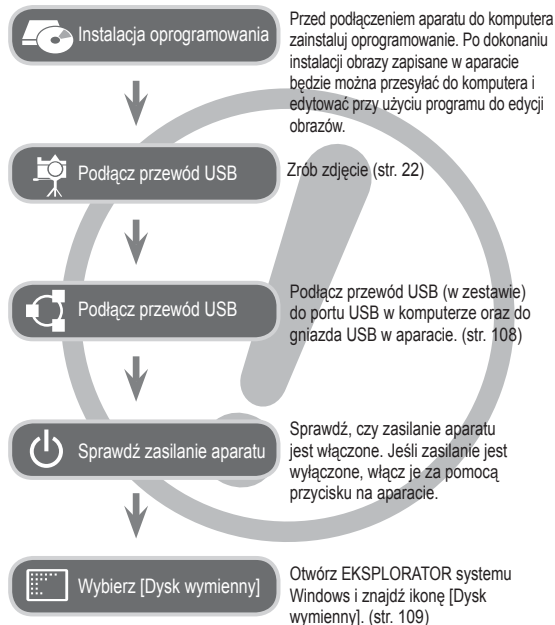 Instalacja oprogramowania
Przed podłączeniem aparatu do komputera
zainstaluj oprogramowanie. Po dokonaniu
instalacji obrazy zapisane w aparacie
będzie można przesyłać do komputera i
edytować przy użyciu programu do edycji
obrazów.
Podłącz przewód USB
Zrób zdjęcie (str. 22)
Podłącz przewód USB
Podłącz przewód USB (w zestawie)
do portu USB w komputerze oraz do
gniazda USB w aparacie. (str. 108)
Sprawdź zasilanie aparatu
Sprawdź, czy zasilanie aparatu
jest włączone. Jeśli zasilanie jest
wyłączone, włącz je za pomocą
przycisku na aparacie.
Wybierz [Dysk wymienny]
Otwórz EKSPLORATOR systemu
Windows i znajdź ikonę [Dysk
wymienny]. (str. 109)